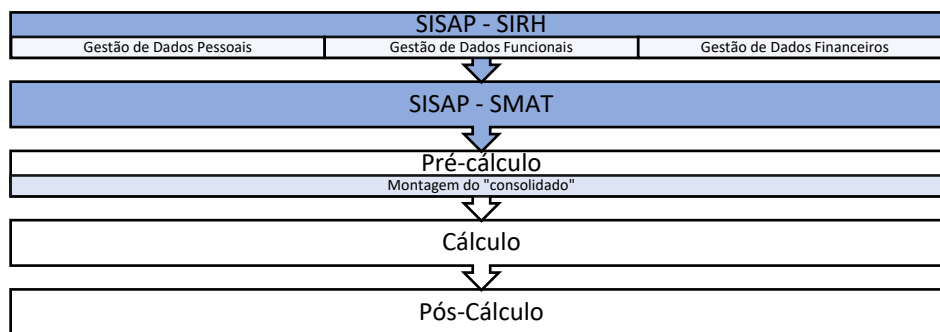 SISAP - SIRH
Gestão de Dados Pessoais
Gestão de Dados Funcionais
Gestão de Dados Financeiros
SISAP - SMAT
Pré-cálculo
Montagem do "consolidado"
Cálculo
Pós-Cálculo